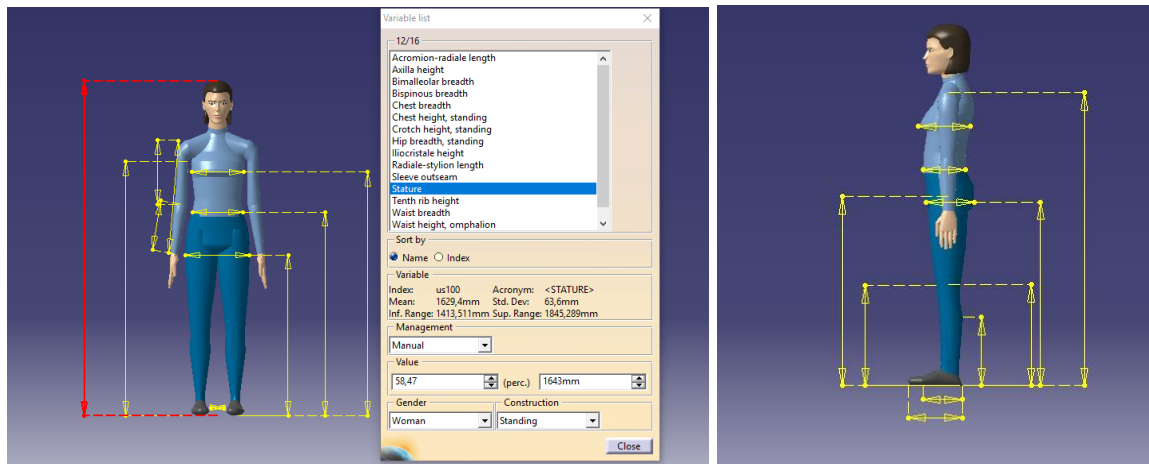 Variable list
12/16
Acromion-radiale length
Axilla height
Bimalleolar breadth
Bispinous breadth
Chest breadth
Chest height, standing
Crotch height, standing
Hip breadth, standing
Iliocristale height
Radiale-stylion length
Sleeve outseam
Stature
Tenth rib height
Waist breadth
Waist height, omphalion
Sort by
Name Index
Variable
Index: us100 Acronym: <STATURE>
Mean: 1629,4mm Std. Dev: 63,6mm
Inf. Range: 1413,511mm Sup. Range: 1845,289mm
Management
Manual
Value
58,47 (perc.) 1643mm
Gender Construction
Woman Standing
Close